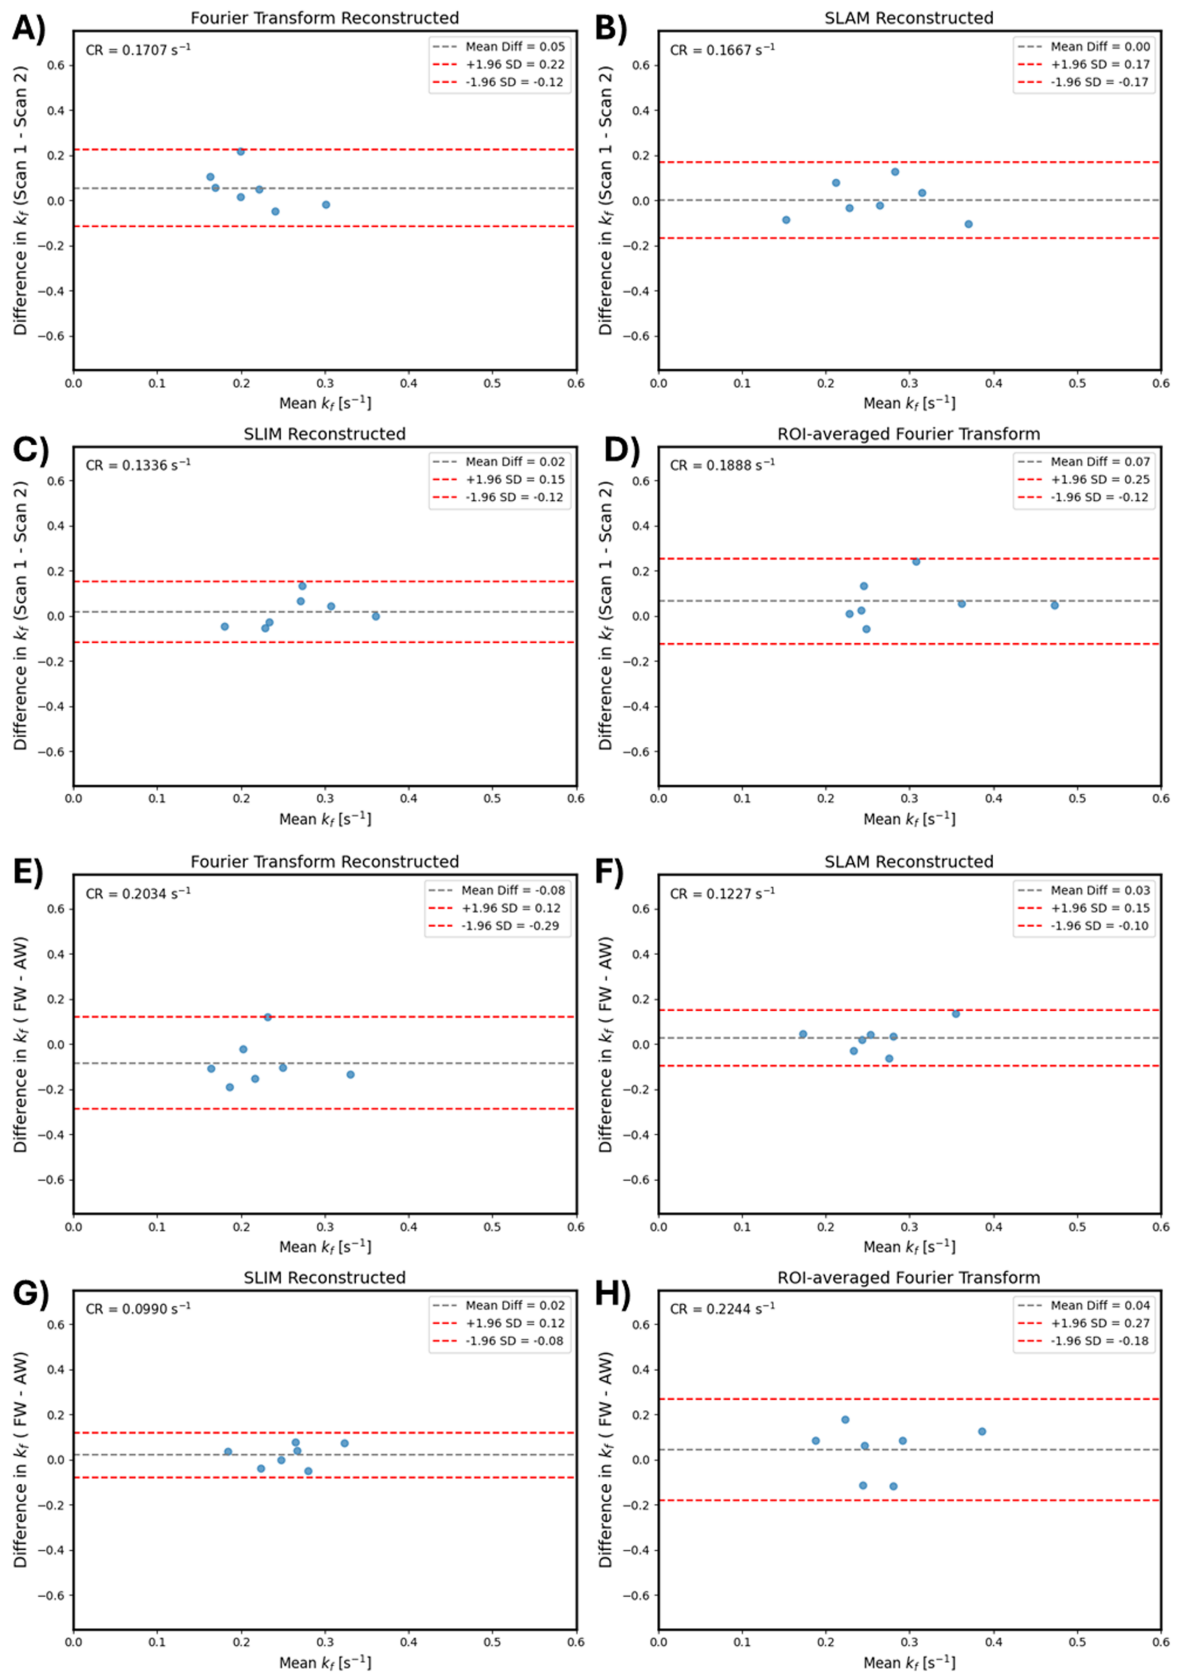 A)
Fourier Transform Reconstructed
CR = 0.1707 s⁻¹
Mean Diff = 0.05
+1.96 SD = 0.22
-1.96 SD = -0.12
Difference in k_f (Scan 1 - Scan 2)
0.6
0.4
0.2
0.0
−0.2
−0.4
−0.6
0.0 0.1 0.2 0.3 0.4 0.5 0.6
Mean k_f [s⁻¹]
B)
SLAM Reconstructed
CR = 0.1667 s⁻¹
Mean Diff = 0.00
+1.96 SD = 0.17
-1.96 SD = -0.17
Difference in k_f (Scan 1 - Scan 2)
0.6
0.4
0.2
0.0
−0.2
−0.4
−0.6
0.0 0.1 0.2 0.3 0.4 0.5 0.6
Mean k_f [s⁻¹]
C)
SLIM Reconstructed
CR = 0.1336 s⁻¹
Mean Diff = 0.02
+1.96 SD = 0.15
-1.96 SD = -0.12
Difference in k_f (Scan 1 - Scan 2)
0.6
0.4
0.2
0.0
−0.2
−0.4
−0.6
0.0 0.1 0.2 0.3 0.4 0.5 0.6
Mean k_f [s⁻¹]
D)
ROI-averaged Fourier Transform
CR = 0.1888 s⁻¹
Mean Diff = 0.07
+1.96 SD = 0.25
-1.96 SD = -0.12
Difference in k_f (Scan 1 - Scan 2)
0.6
0.4
0.2
0.0
−0.2
−0.4
−0.6
0.0 0.1 0.2 0.3 0.4 0.5 0.6
Mean k_f [s⁻¹]
E)
Fourier Transform Reconstructed
CR = 0.2034 s⁻¹
Mean Diff = -0.08
+1.96 SD = 0.12
-1.96 SD = -0.29
Difference in k_f ( FW - AW)
0.6
0.4
0.2
0.0
−0.2
−0.4
−0.6
0.0 0.1 0.2 0.3 0.4 0.5 0.6
Mean k_f [s⁻¹]
F)
SLAM Reconstructed
CR = 0.1227 s⁻¹
Mean Diff = 0.03
+1.96 SD = 0.15
-1.96 SD = -0.10
Difference in k_f ( FW - AW)
0.6
0.4
0.2
0.0
−0.2
−0.4
−0.6
0.0 0.1 0.2 0.3 0.4 0.5 0.6
Mean k_f [s⁻¹]
G)
SLIM Reconstructed
CR = 0.0990 s⁻¹
Mean Diff = 0.02
+1.96 SD = 0.12
-1.96 SD = -0.08
Difference in k_f ( FW - AW)
0.6
0.4
0.2
0.0
−0.2
−0.4
−0.6
0.0 0.1 0.2 0.3 0.4 0.5 0.6
Mean k_f [s⁻¹]
H)
ROI-averaged Fourier Transform
CR = 0.2244 s⁻¹
Mean Diff = 0.04
+1.96 SD = 0.27
-1.96 SD = -0.18
Difference in k_f ( FW - AW)
0.6
0.4
0.2
0.0
−0.2
−0.4
−0.6
0.0 0.1 0.2 0.3 0.4 0.5 0.6
Mean k_f [s⁻¹]